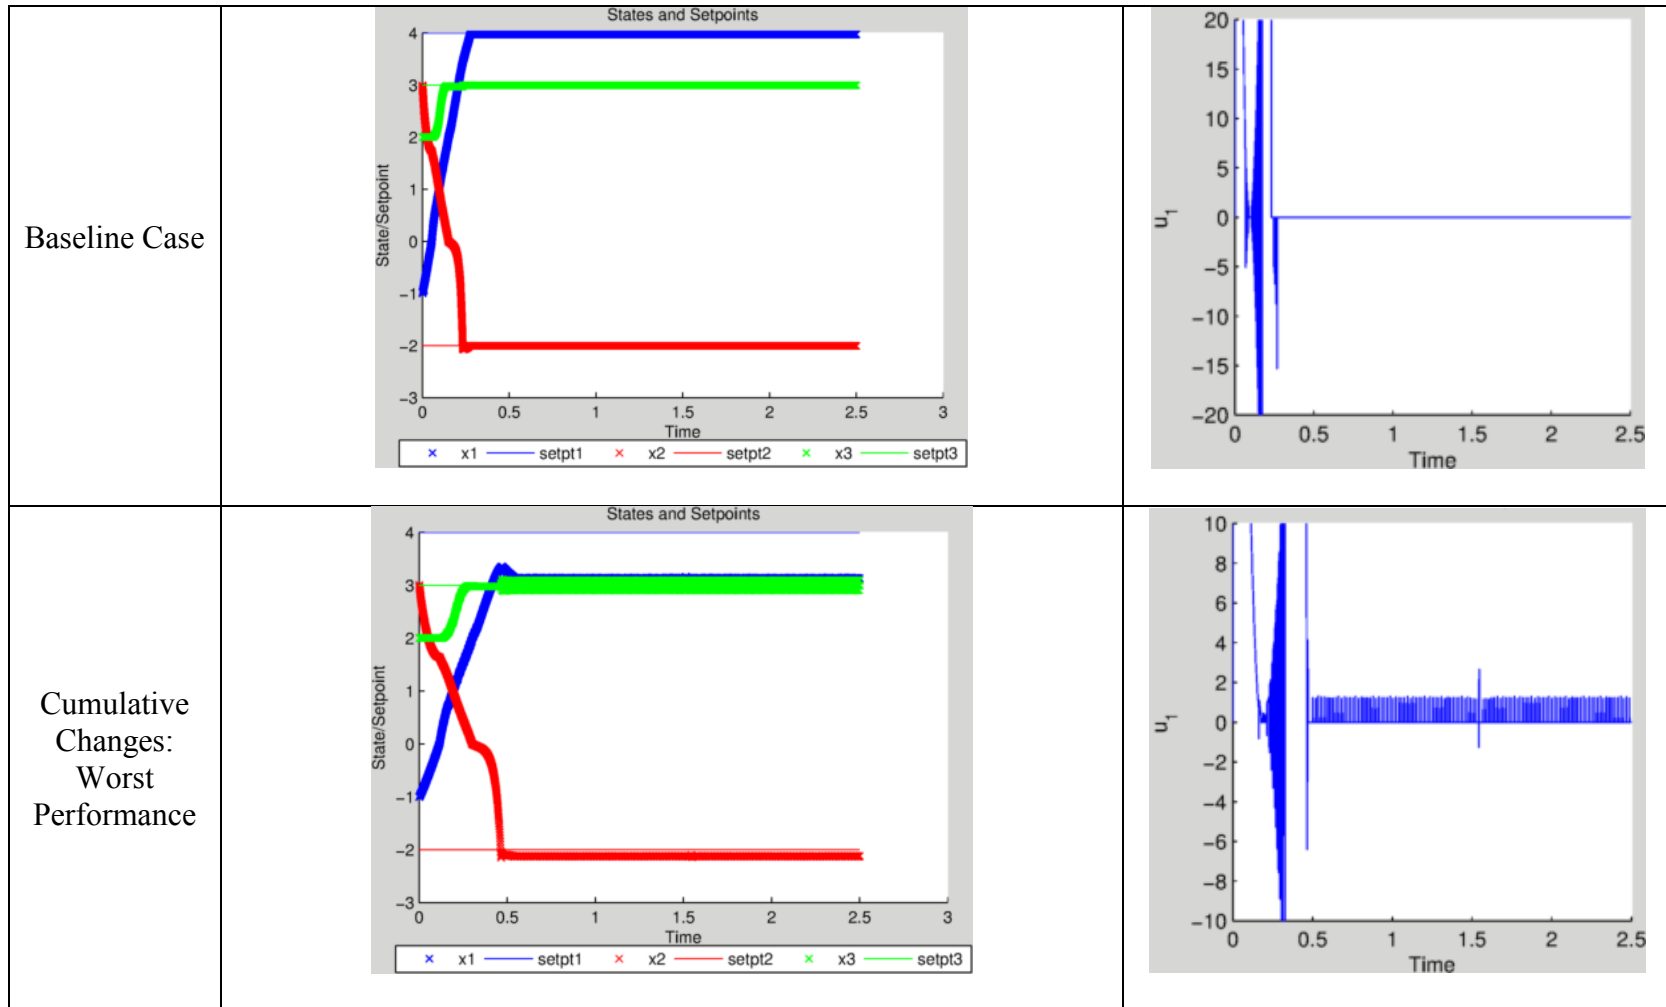 Baseline Case
States and Setpoints
4
3
2
1
0
−1
−2
−3
State/Setpoint
0 0.5 1 1.5 2 2.5 3
Time
x1 setpt1 x2 setpt2 x3 setpt3
20
15
10
5
0
−5
−10
−15
−20
u1
0 0.5 1 1.5 2 2.5
Time
Cumulative
Changes:
Worst
Performance
States and Setpoints
4
3
2
1
0
−1
−2
−3
State/Setpoint
0 0.5 1 1.5 2 2.5 3
Time
x1 setpt1 x2 setpt2 x3 setpt3
10
8
6
4
2
0
−2
−4
−6
−8
−10
u1
0 0.5 1 1.5 2 2.5
Time